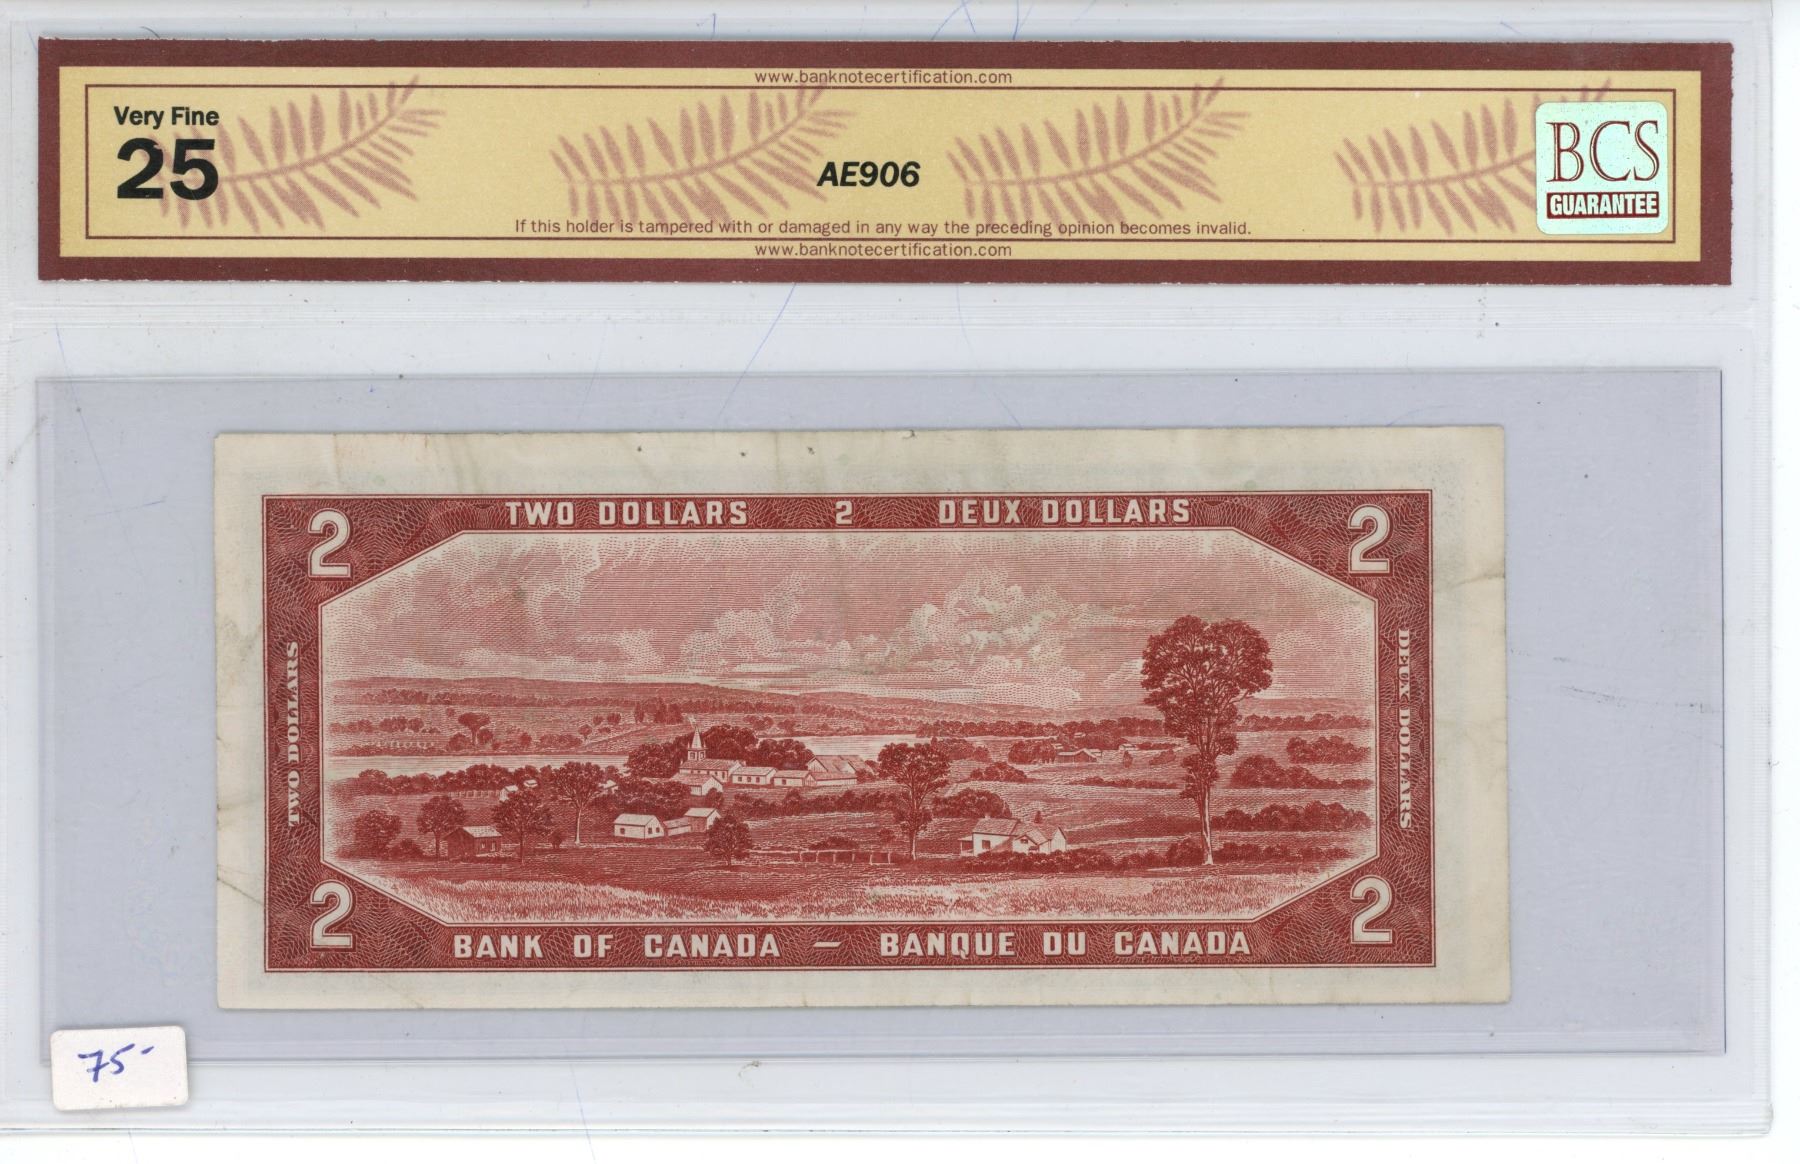 www.banknotecertification.com
Very Fine
25
AE906
BCS
GUARANTEE
If this holder is tampered with or damaged in any way the preceding opinion becomes invalid.
www.banknotecertification.com
2 TWO DOLLARS 2 DEUX DOLLARS 2
TWO DOLLARS
DEUX DOLLARS
2 BANK OF CANADA — BANQUE DU CANADA 2
75-